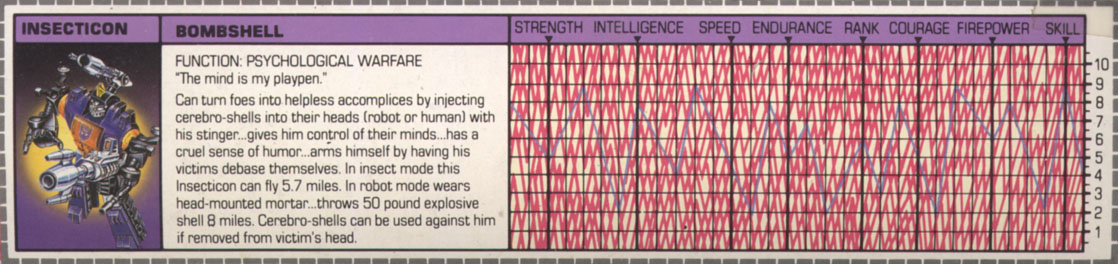 INSECTICON
BOMBSHELL
STRENGTH INTELLIGENCE SPEED ENDURANCE RANK COURAGE FIREPOWER SKILL
FUNCTION: PSYCHOLOGICAL WARFARE
"The mind is my playpen."
Can turn foes into helpless accomplices by injecting
cerebro-shells into their heads (robot or human) with
his stinger...gives him control of their minds...has a
cruel sense of humor...arms himself by having his
victims debase themselves. In insect mode this
Insecticon can fly 5.7 miles. In robot mode wears
head-mounted mortar...throws 50 pound explosive
shell 8 miles. Cerebro-shells can be used against him
if removed from victim's head.
10
9
8
7
6
5
4
3
2
1